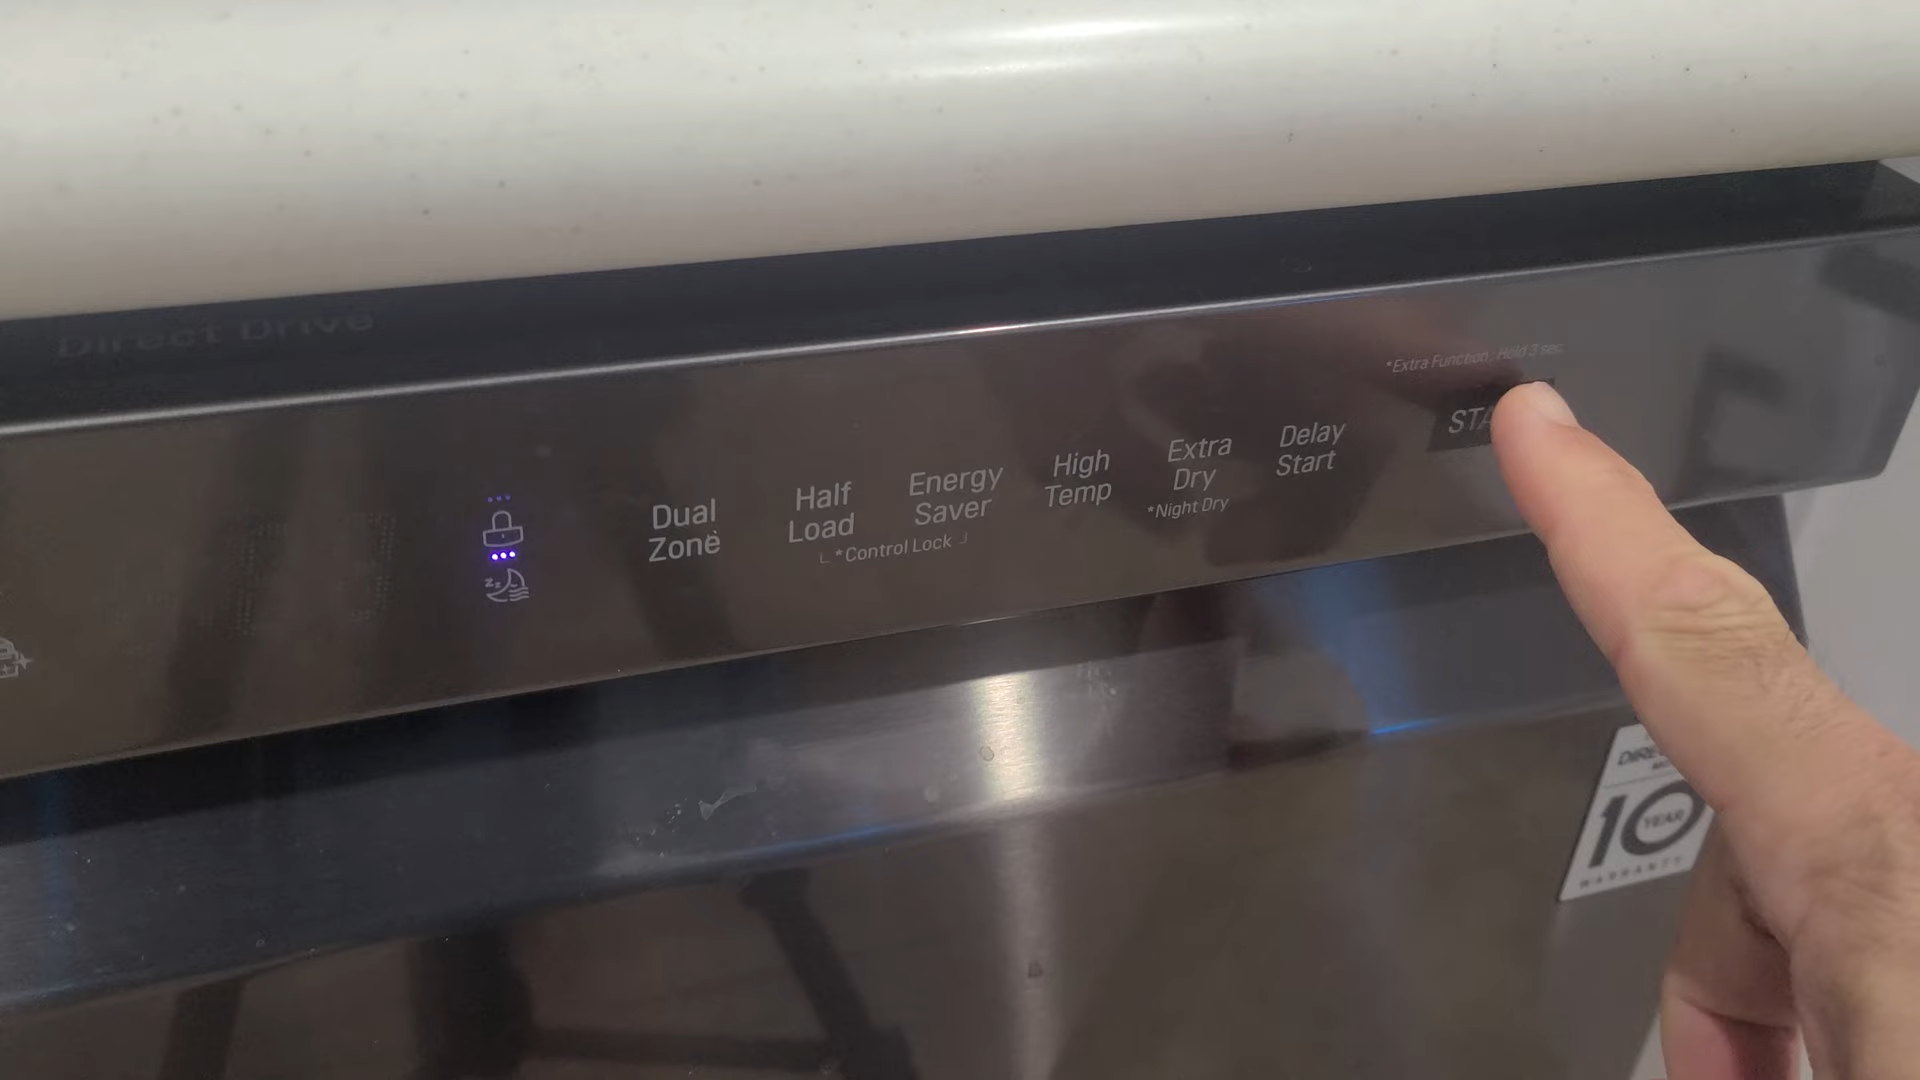 Direct Drive
*Extra Function : Hold 3 sec.
Dual
Zone
Half
Load
Energy
Saver
*Control Lock
High
Temp
Extra
Dry
*Night Dry
Delay
Start
STA
10
YEAR
WARRANTY